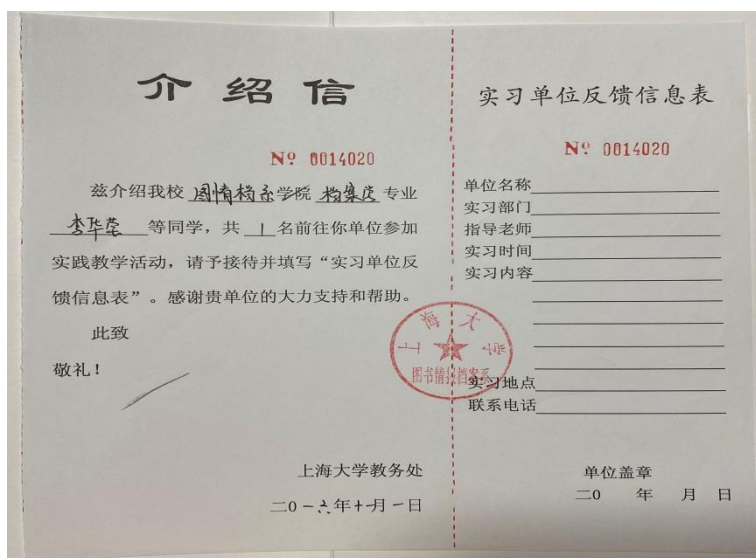 介绍信
№ 0014020
兹介绍我校 图情档系学院 档案学 专业
李华莹 等同学，共 1 名前往你单位参加
实践教学活动，请予接待并填写“实习单位反
馈信息表”。感谢贵单位的大力支持和帮助。
此致
敬礼！
上海大学教务处
二0一六年十月一日
上海大学
图书情报档案系
实习单位反馈信息表
№ 0014020
单位名称
实习部门
指导老师
实习时间
实习内容
实习地点
联系电话
单位盖章
二0 年 月 日